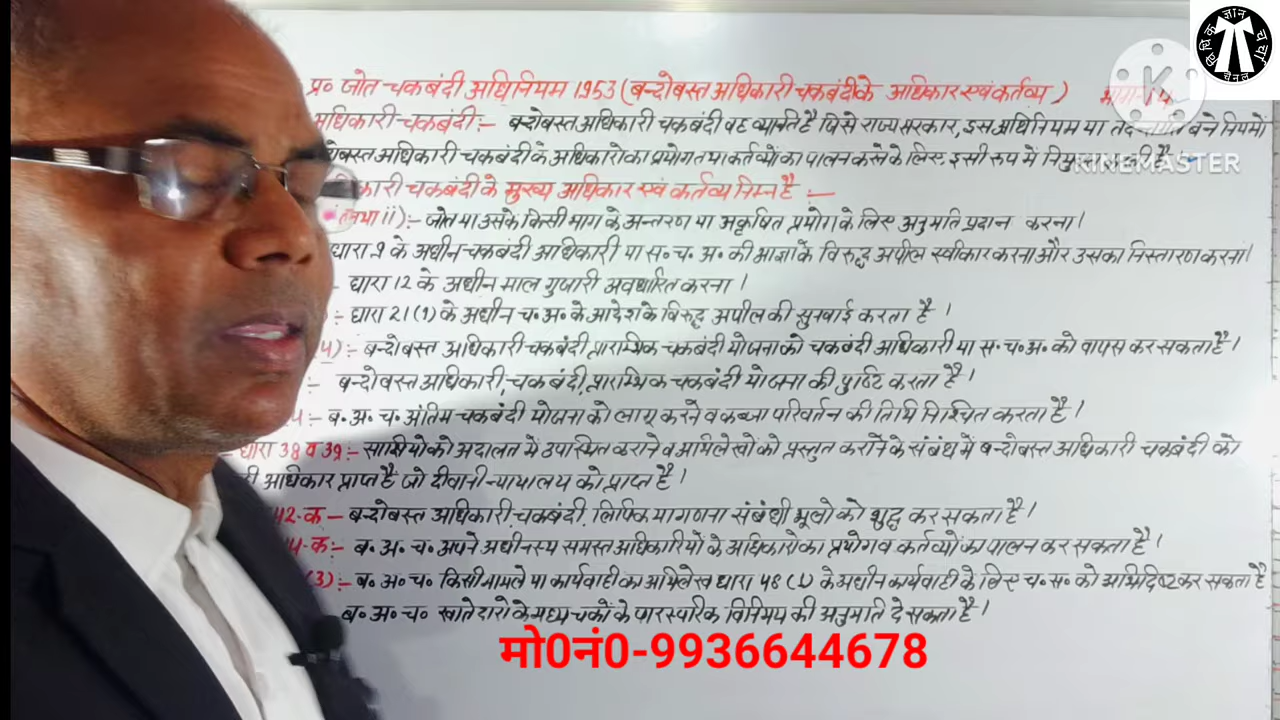 प्र० जोत चकबंदी अधिनियम 1953 (बन्दोबस्त अधिकारी चकबंदी के अधिकार एवं कर्तव्य)
अधिकारी-चकबंदी:- बन्दोबस्त अधिकारी चकबंदी वह व्यक्ति है जिसे राज्य सरकार, इस अधिनियम या बने नियमों
बस्त अधिकारी चकबंदी के अधिकारों का प्रयोग तथा कर्तव्यों का पालन करने के लिए, इसी रूप में
कारी चकबंदी के मुख्य अधिकार एवं कर्तव्य निम्न है :-
तथा ii):- जोत या उसके किसी भाग के अन्तरण या अकृषित प्रयोग के लिए अनुमति प्रदान करना।
धारा 9 के अधीन चकबंदी अधिकारी या स० च० अ० की आज्ञा के विरुद्ध अपील स्वीकार करना और उसका निस्तारण करना।
धारा 12 के अधीन माल गुजारी अवधारित करना।
:- धारा 21(1) के अधीन च० अ० के आदेश के विरुद्ध अपील की सुनवाई करता है।
4):- बन्दोबस्त अधिकारी चकबंदी, प्रारम्भिक चकबंदी योजना को चकबंदी अधिकारी या स० च० अ० को वापस कर सकता है।
:- बन्दोबस्त अधिकारी, चकबंदी, प्रारम्भिक चकबंदी योजना की, पुष्टि करता है।
:- ब० अ० च० अंतिम चकबंदी योजना को लागू करने व कब्जा परिवर्तन की तिथि निश्चित करता है।
धारा 38 व 39:- साक्षियों को अदालत में उपस्थित कराने व अभिलेखों को प्रस्तुत कराने के संबंध में बन्दोबस्त अधिकारी चकबंदी को
अधिकार प्राप्त है, जो दीवानी न्यायालय को प्राप्त है।
42-क - बन्दोबस्त अधिकारी, चकबंदी, लिपिक या गणना संबंधी भूलों को शुद्ध कर सकता है।
4-क:- ब० अ० च० अपने अधीनस्थ समस्त अधिकारियों के अधिकारों का प्रयोग व कर्तव्यों का पालन कर सकता है।
(3):- ब० अ० च० किसी मामले या कार्यवाही का अभिलेख धारा 48 (1) के अधीन कार्यवाही के लिए च० स० को अभिदिष्ट कर सकता है
ब० अ० च० खातेदारों के मध्य चकों के पारस्परिक विनिमय की अनुमति दे सकता है।
मो0नं0-9936644678
K
KINEMASTER
विधिक ज्ञान चर्चा चैनल